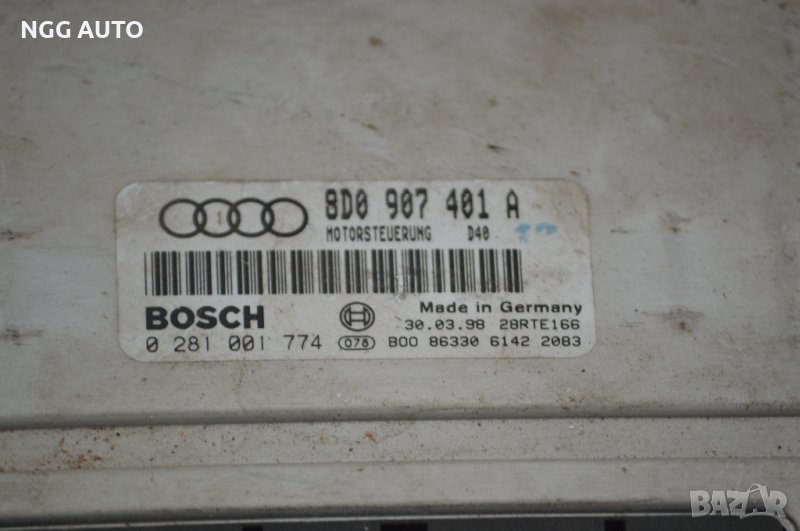 NGG AUTO
8D0 907 401 A
MOTORSTEUERUNG D40
BOSCH
Made in Germany
30.03.98 28RTE166
0 281 001 774 078 B00 86330 6142 2083
BAZAR